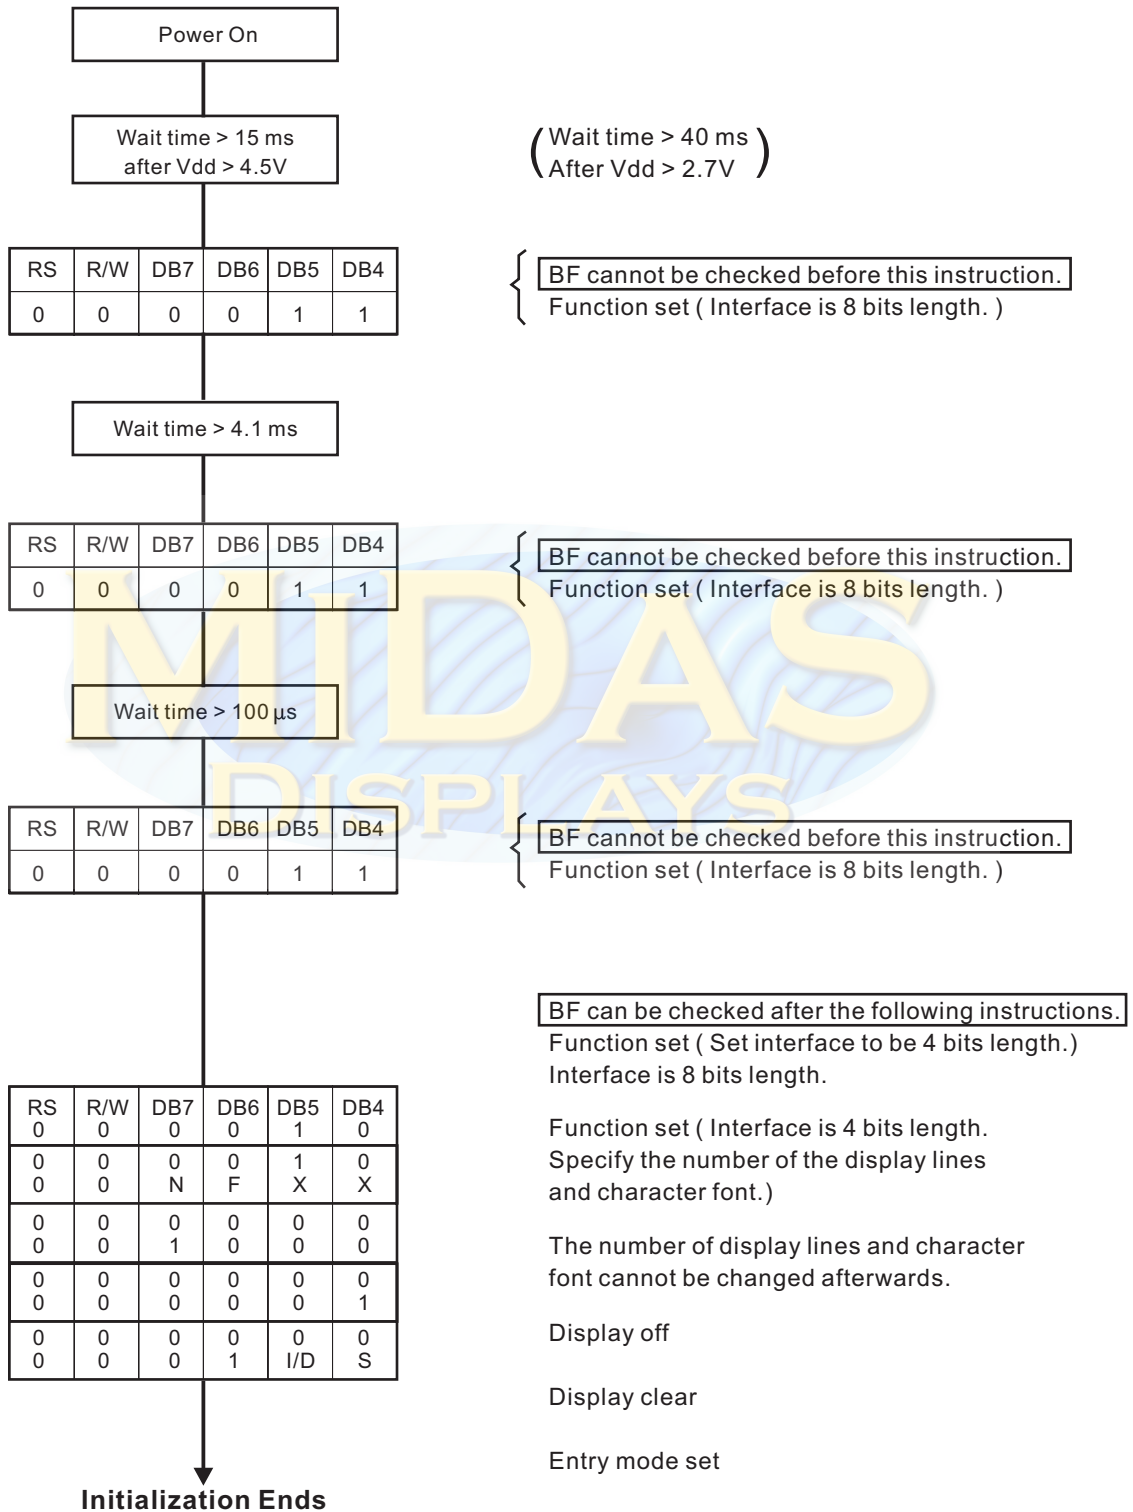 Power On
Wait time > 15 ms
after Vdd > 4.5V
(Wait time > 40 ms
After Vdd > 2.7V)
RS R/W DB7 DB6 DB5 DB4
0 0 0 0 1 1
BF cannot be checked before this instruction.
Function set ( Interface is 8 bits length. )
Wait time > 4.1 ms
RS R/W DB7 DB6 DB5 DB4
0 0 0 0 1 1
BF cannot be checked before this instruction.
Function set ( Interface is 8 bits length. )
MIDAS
DISPLAYS
Wait time > 100 µs
RS R/W DB7 DB6 DB5 DB4
0 0 0 0 1 1
BF cannot be checked before this instruction.
Function set ( Interface is 8 bits length. )
RS R/W DB7 DB6 DB5 DB4
0 0 0 0 1 0
0 0 0 0 1 0
0 0 N F X X
0 0 0 0 0 0
0 0 1 0 0 0
0 0 0 0 0 0
0 0 0 0 0 1
0 0 0 0 0 0
0 0 0 1 I/D S
BF can be checked after the following instructions.
Function set ( Set interface to be 4 bits length.)
Interface is 8 bits length.
Function set ( Interface is 4 bits length.
Specify the number of the display lines
and character font.)
The number of display lines and character
font cannot be changed afterwards.
Display off
Display clear
Entry mode set
Initialization Ends